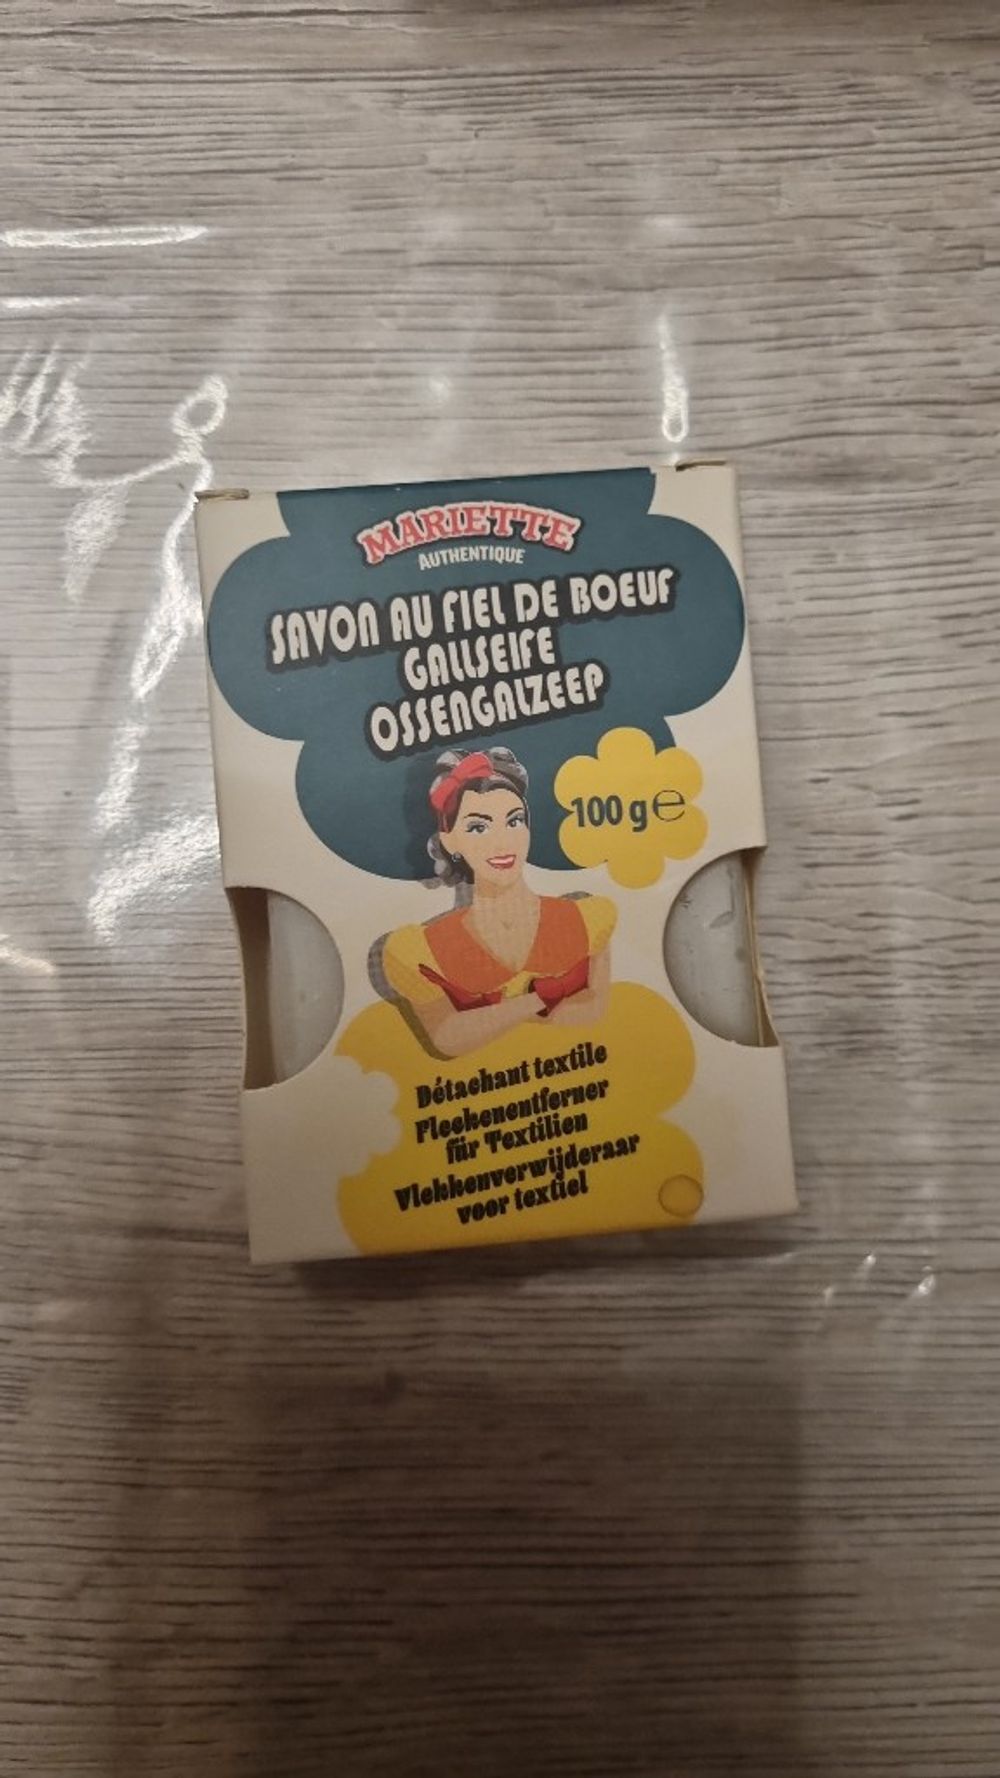 MARIETTE
AUTHENTIQUE
SAVON AU FIEL DE BOEUF
GALLSEIFE
OSSENGALZEEP
100 g e
Détachant textile
Fleckenentferner
für Textilien
Vlekkenverwijderaar
voor textiel